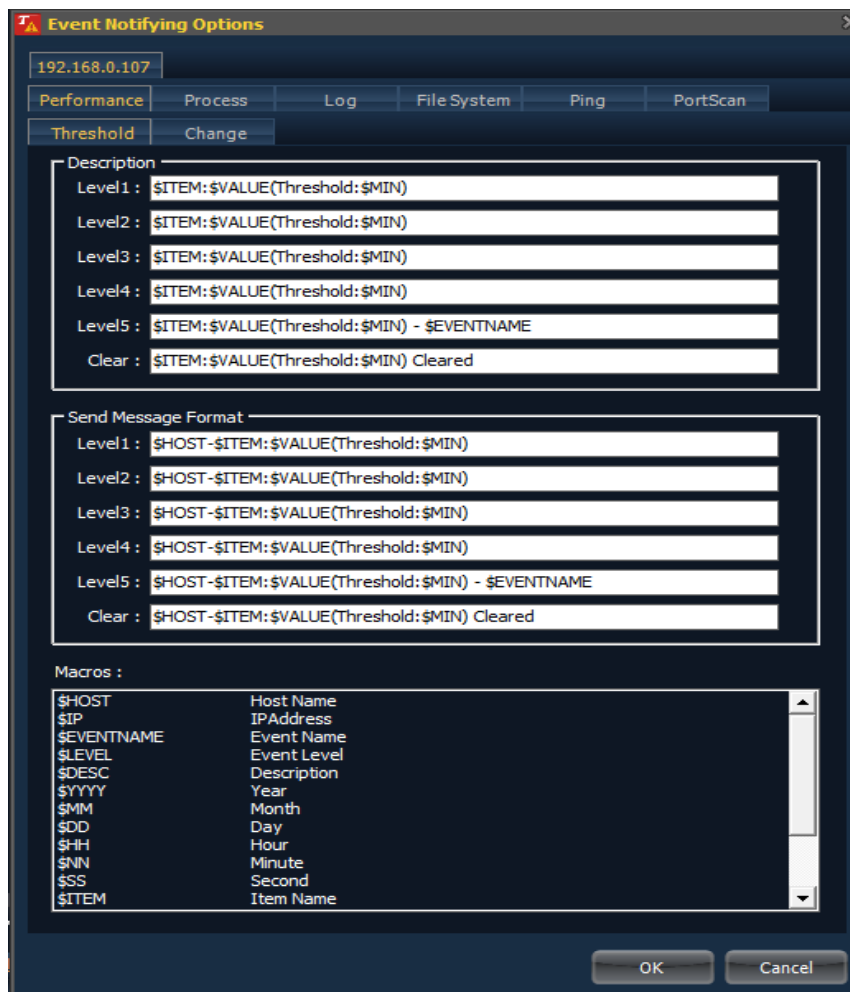 Event Notifying Options
192.168.0.107
Performance Process Log File System Ping PortScan
Threshold Change
Description
Level1 : $ITEM:$VALUE(Threshold:$MIN)
Level2 : $ITEM:$VALUE(Threshold:$MIN)
Level3 : $ITEM:$VALUE(Threshold:$MIN)
Level4 : $ITEM:$VALUE(Threshold:$MIN)
Level5 : $ITEM:$VALUE(Threshold:$MIN) - $EVENTNAME
Clear : $ITEM:$VALUE(Threshold:$MIN) Cleared
Send Message Format
Level1 : $HOST-$ITEM:$VALUE(Threshold:$MIN)
Level2 : $HOST-$ITEM:$VALUE(Threshold:$MIN)
Level3 : $HOST-$ITEM:$VALUE(Threshold:$MIN)
Level4 : $HOST-$ITEM:$VALUE(Threshold:$MIN)
Level5 : $HOST-$ITEM:$VALUE(Threshold:$MIN) - $EVENTNAME
Clear : $HOST-$ITEM:$VALUE(Threshold:$MIN) Cleared
Macros :
$HOST Host Name
$IP IPAddress
$EVENTNAME Event Name
$LEVEL Event Level
$DESC Description
$YYYY Year
$MM Month
$DD Day
$HH Hour
$NN Minute
$SS Second
$ITEM Item Name
OK Cancel